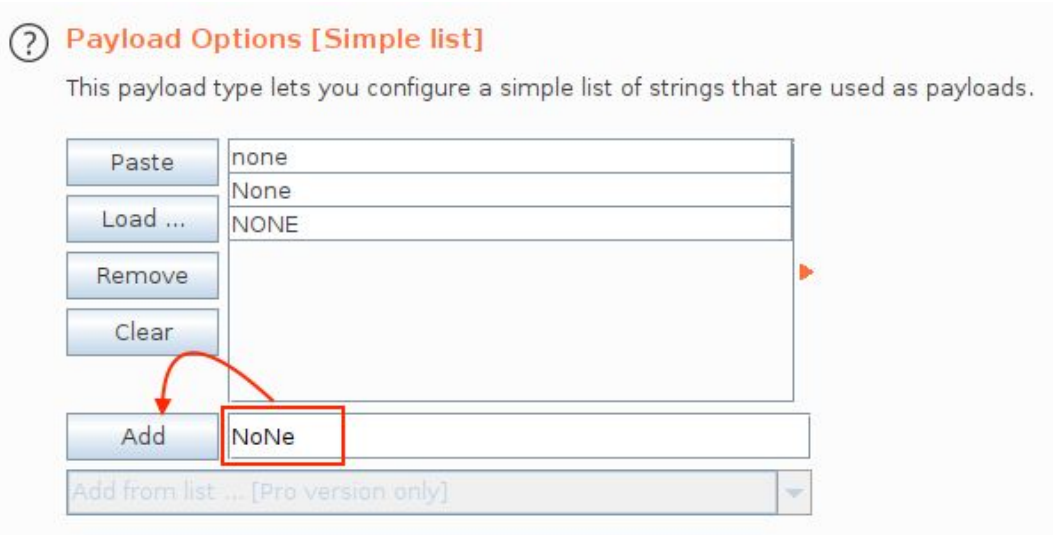 Payload Options [Simple list]
This payload type lets you configure a simple list of strings that are used as payloads.
Paste
none
None
Load ...
NONE
Remove
Clear
Add
NoNe
Add from list ... [Pro version only]